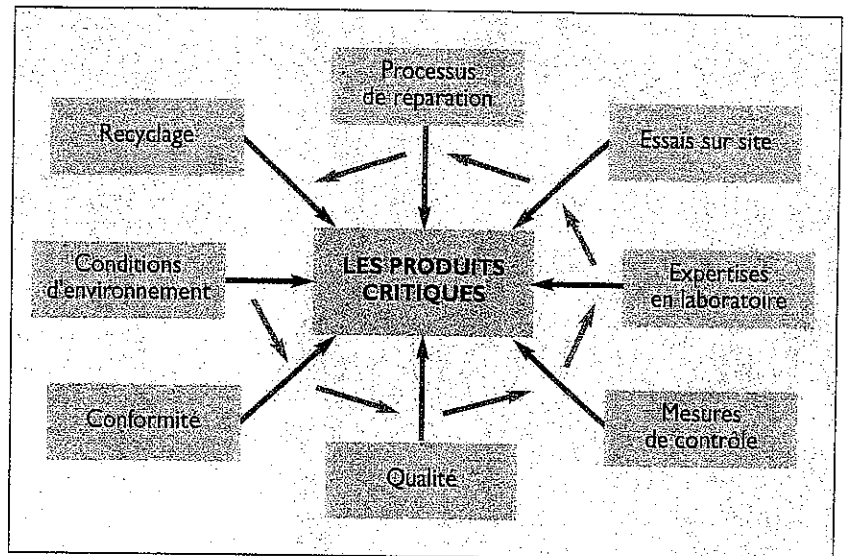 Processus
de réparation
Recyclage
Essais sur site
Conditions
d'environnement
LES PRODUITS
CRITIQUES
Expertises
en laboratoire
Conformité
Mesures
de contrôle
Qualité